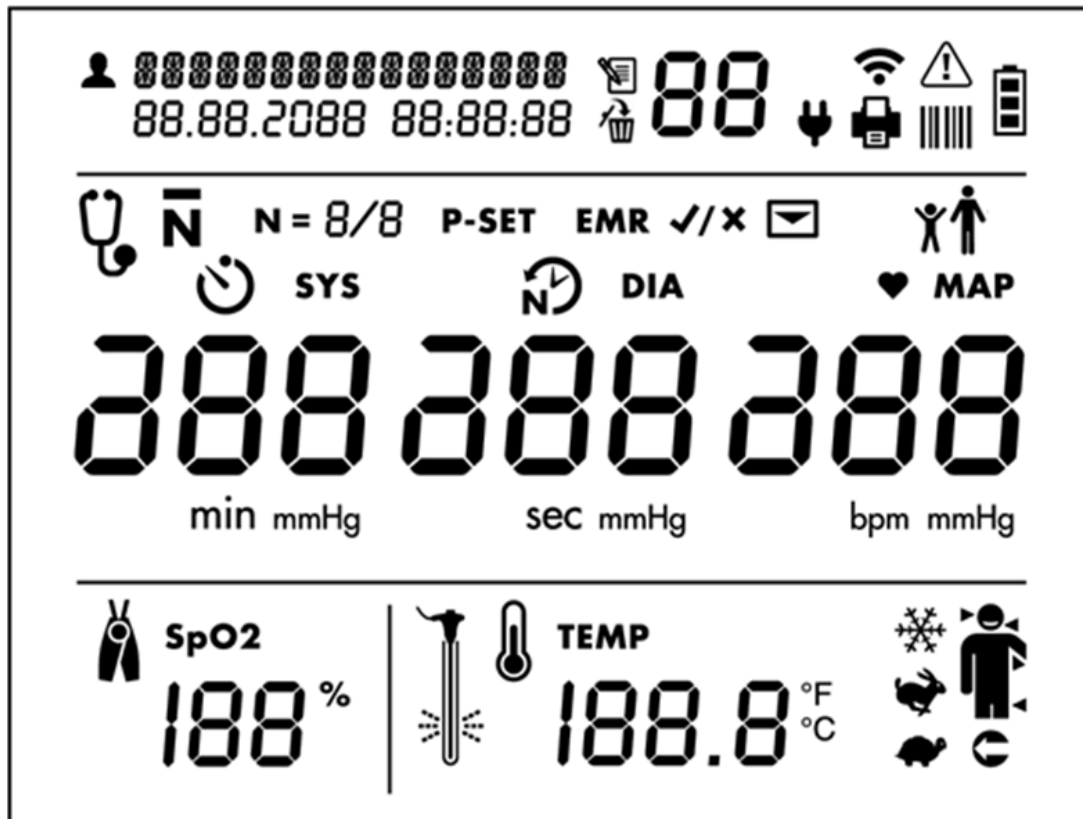 8888888888888888 88
88.88.2088 88:88:88
N N = 8/8 P-SET EMR ✓/✗
SYS N DIA ♥ MAP
288 288 288
min mmHg sec mmHg bpm mmHg
SpO2 TEMP
188 % 188.8 °F
°C